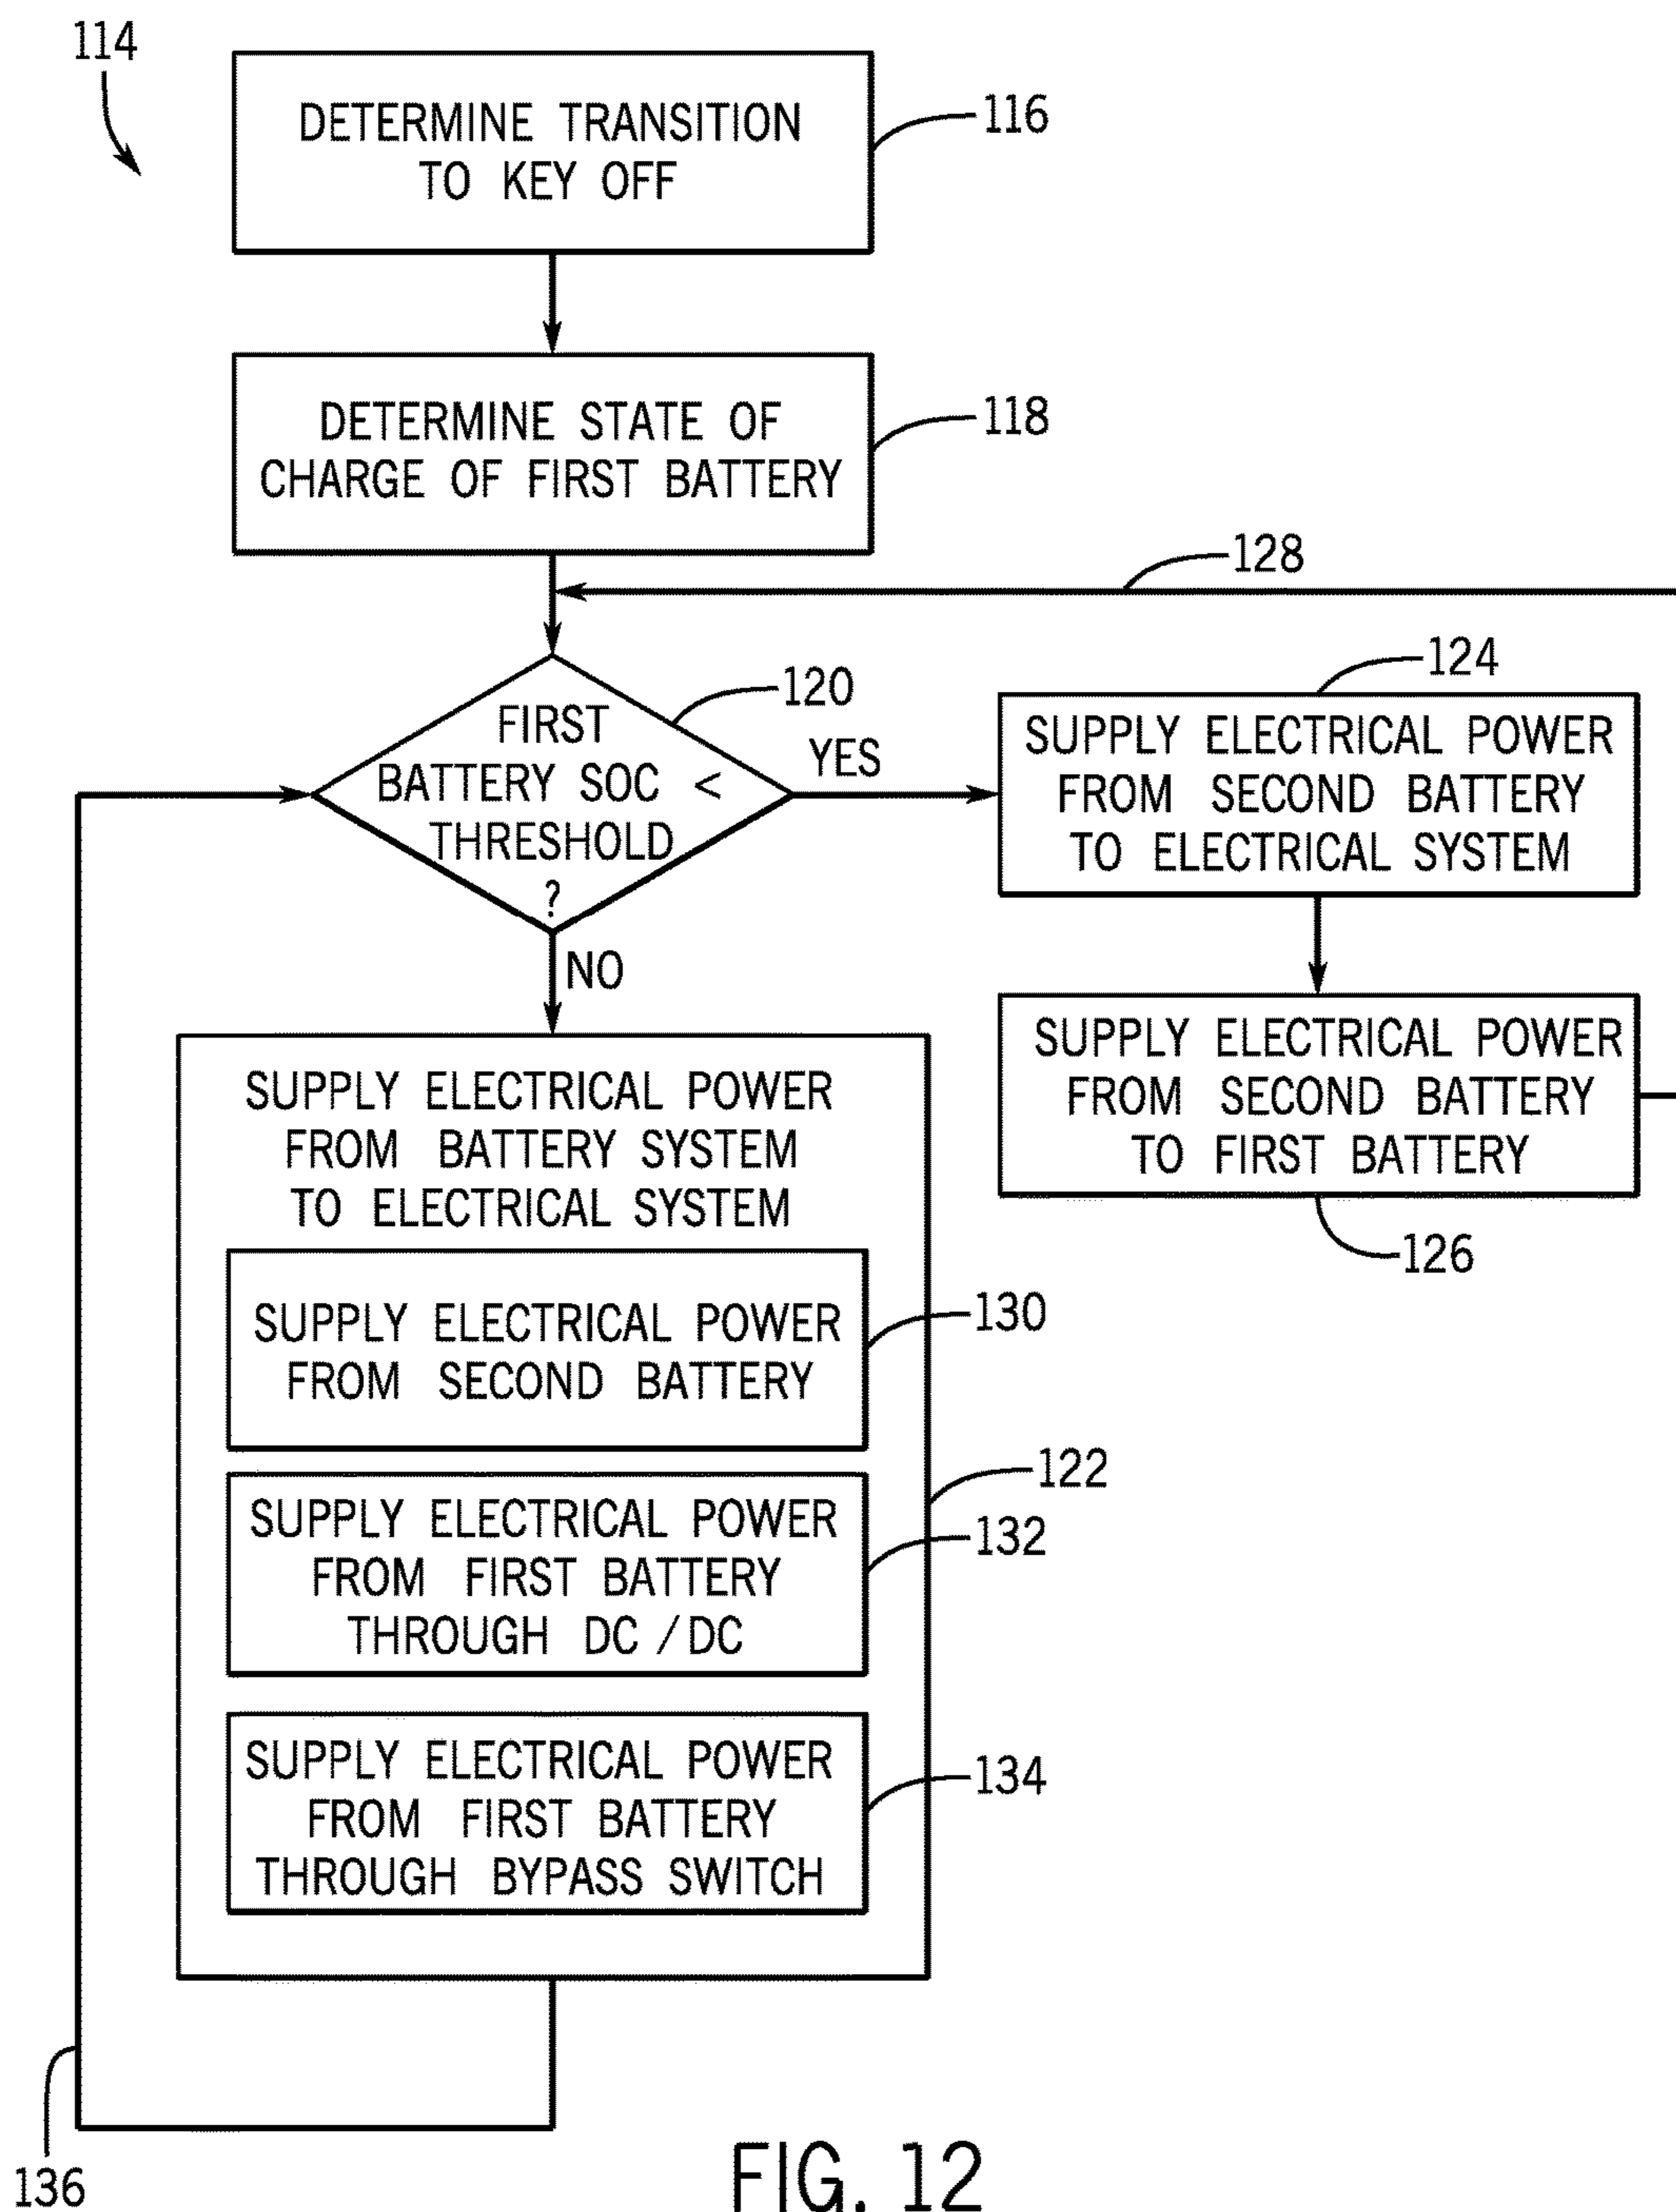 114
DETERMINE TRANSITION
TO KEY OFF
116
DETERMINE STATE OF
CHARGE OF FIRST BATTERY
118
128
FIRST
BATTERY SOC <
THRESHOLD
?
120
YES
NO
124
SUPPLY ELECTRICAL POWER
FROM SECOND BATTERY
TO ELECTRICAL SYSTEM
SUPPLY ELECTRICAL POWER
FROM SECOND BATTERY
TO FIRST BATTERY
126
SUPPLY ELECTRICAL POWER
FROM BATTERY SYSTEM
TO ELECTRICAL SYSTEM
SUPPLY ELECTRICAL POWER
FROM SECOND BATTERY
130
122
SUPPLY ELECTRICAL POWER
FROM FIRST BATTERY
THROUGH DC / DC
132
SUPPLY ELECTRICAL POWER
FROM FIRST BATTERY
THROUGH BYPASS SWITCH
134
136
FIG. 12